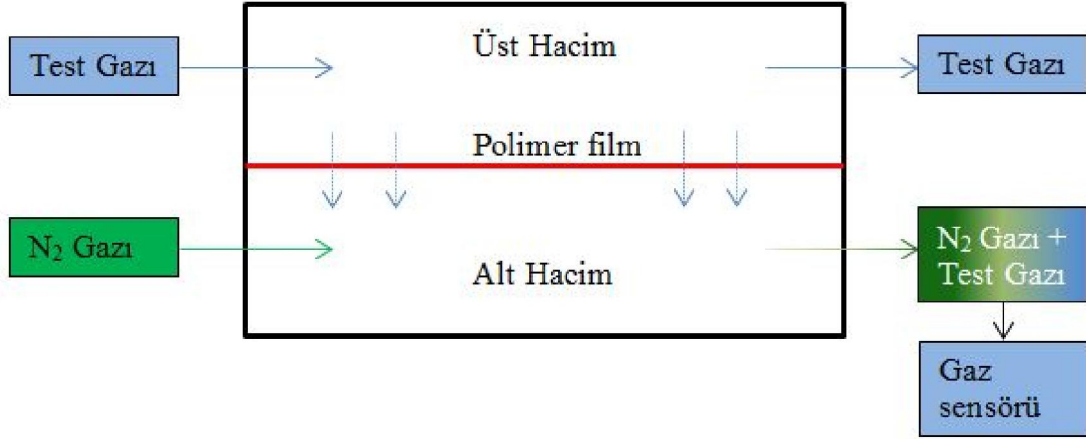 Üst Hacim
Test Gazı
Test Gazı
Polimer film
N₂ Gazı
N₂ Gazı +
Test Gazı
Alt Hacim
Gaz
sensörü